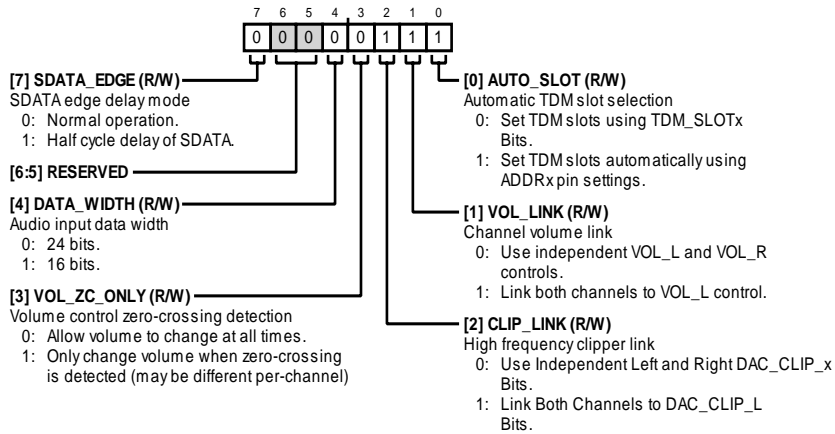 7 6 5 4 3 2 1 0
0 0 0 0 0 1 1 1
[7] SDATA_EDGE (R/W)
SDATA edge delay mode
0: Normal operation.
1: Half cycle delay of SDATA.
[6:5] RESERVED
[4] DATA_WIDTH (R/W)
Audio input data width
0: 24 bits.
1: 16 bits.
[3] VOL_ZC_ONLY (R/W)
Volume control zero-crossing detection
0: Allow volume to change at all times.
1: Only change volume when zero-crossing
is detected (may be different per-channel)
[0] AUTO_SLOT (R/W)
Automatic TDM slot selection
0: Set TDM slots using TDM_SLOTx
Bits.
1: Set TDM slots automatically using
ADDRx pin settings.
[1] VOL_LINK (R/W)
Channel volume link
0: Use independent VOL_L and VOL_R
controls.
1: Link both channels to VOL_L control.
[2] CLIP_LINK (R/W)
High frequency clipper link
0: Use Independent Left and Right DAC_CLIP_x
Bits.
1: Link Both Channels to DAC_CLIP_L
Bits.